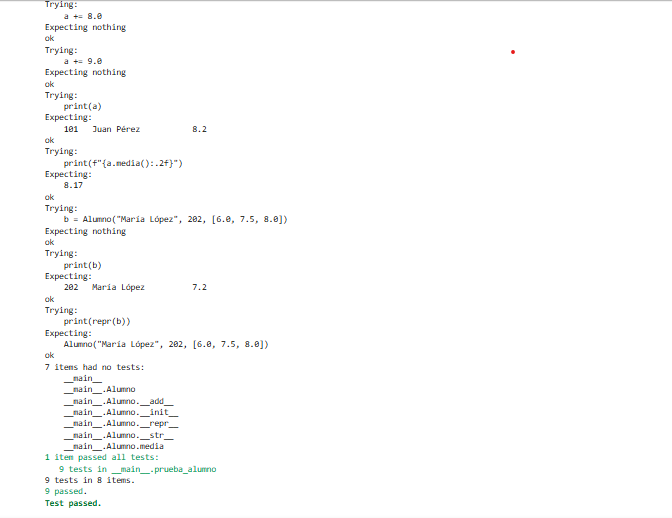 Trying:
    a += 8.0
Expecting nothing
ok
Trying:
    a += 9.0
Expecting nothing
ok
Trying:
    print(a)
Expecting:
    101   Juan Pérez           8.2
ok
Trying:
    print(f"{a.media():.2f}")
Expecting:
    8.17
ok
Trying:
    b = Alumno("María López", 202, [6.0, 7.5, 8.0])
Expecting nothing
ok
Trying:
    print(b)
Expecting:
    202   María López          7.2
ok
Trying:
    print(repr(b))
Expecting:
    Alumno("María López", 202, [6.0, 7.5, 8.0])
ok
7 items had no tests:
    __main__
    __main__.Alumno
    __main__.Alumno.__add__
    __main__.Alumno.__init__
    __main__.Alumno.__repr__
    __main__.Alumno.__str__
    __main__.Alumno.media
1 item passed all tests:
   9 tests in __main__.prueba_alumno
9 tests in 8 items.
9 passed.
Test passed.